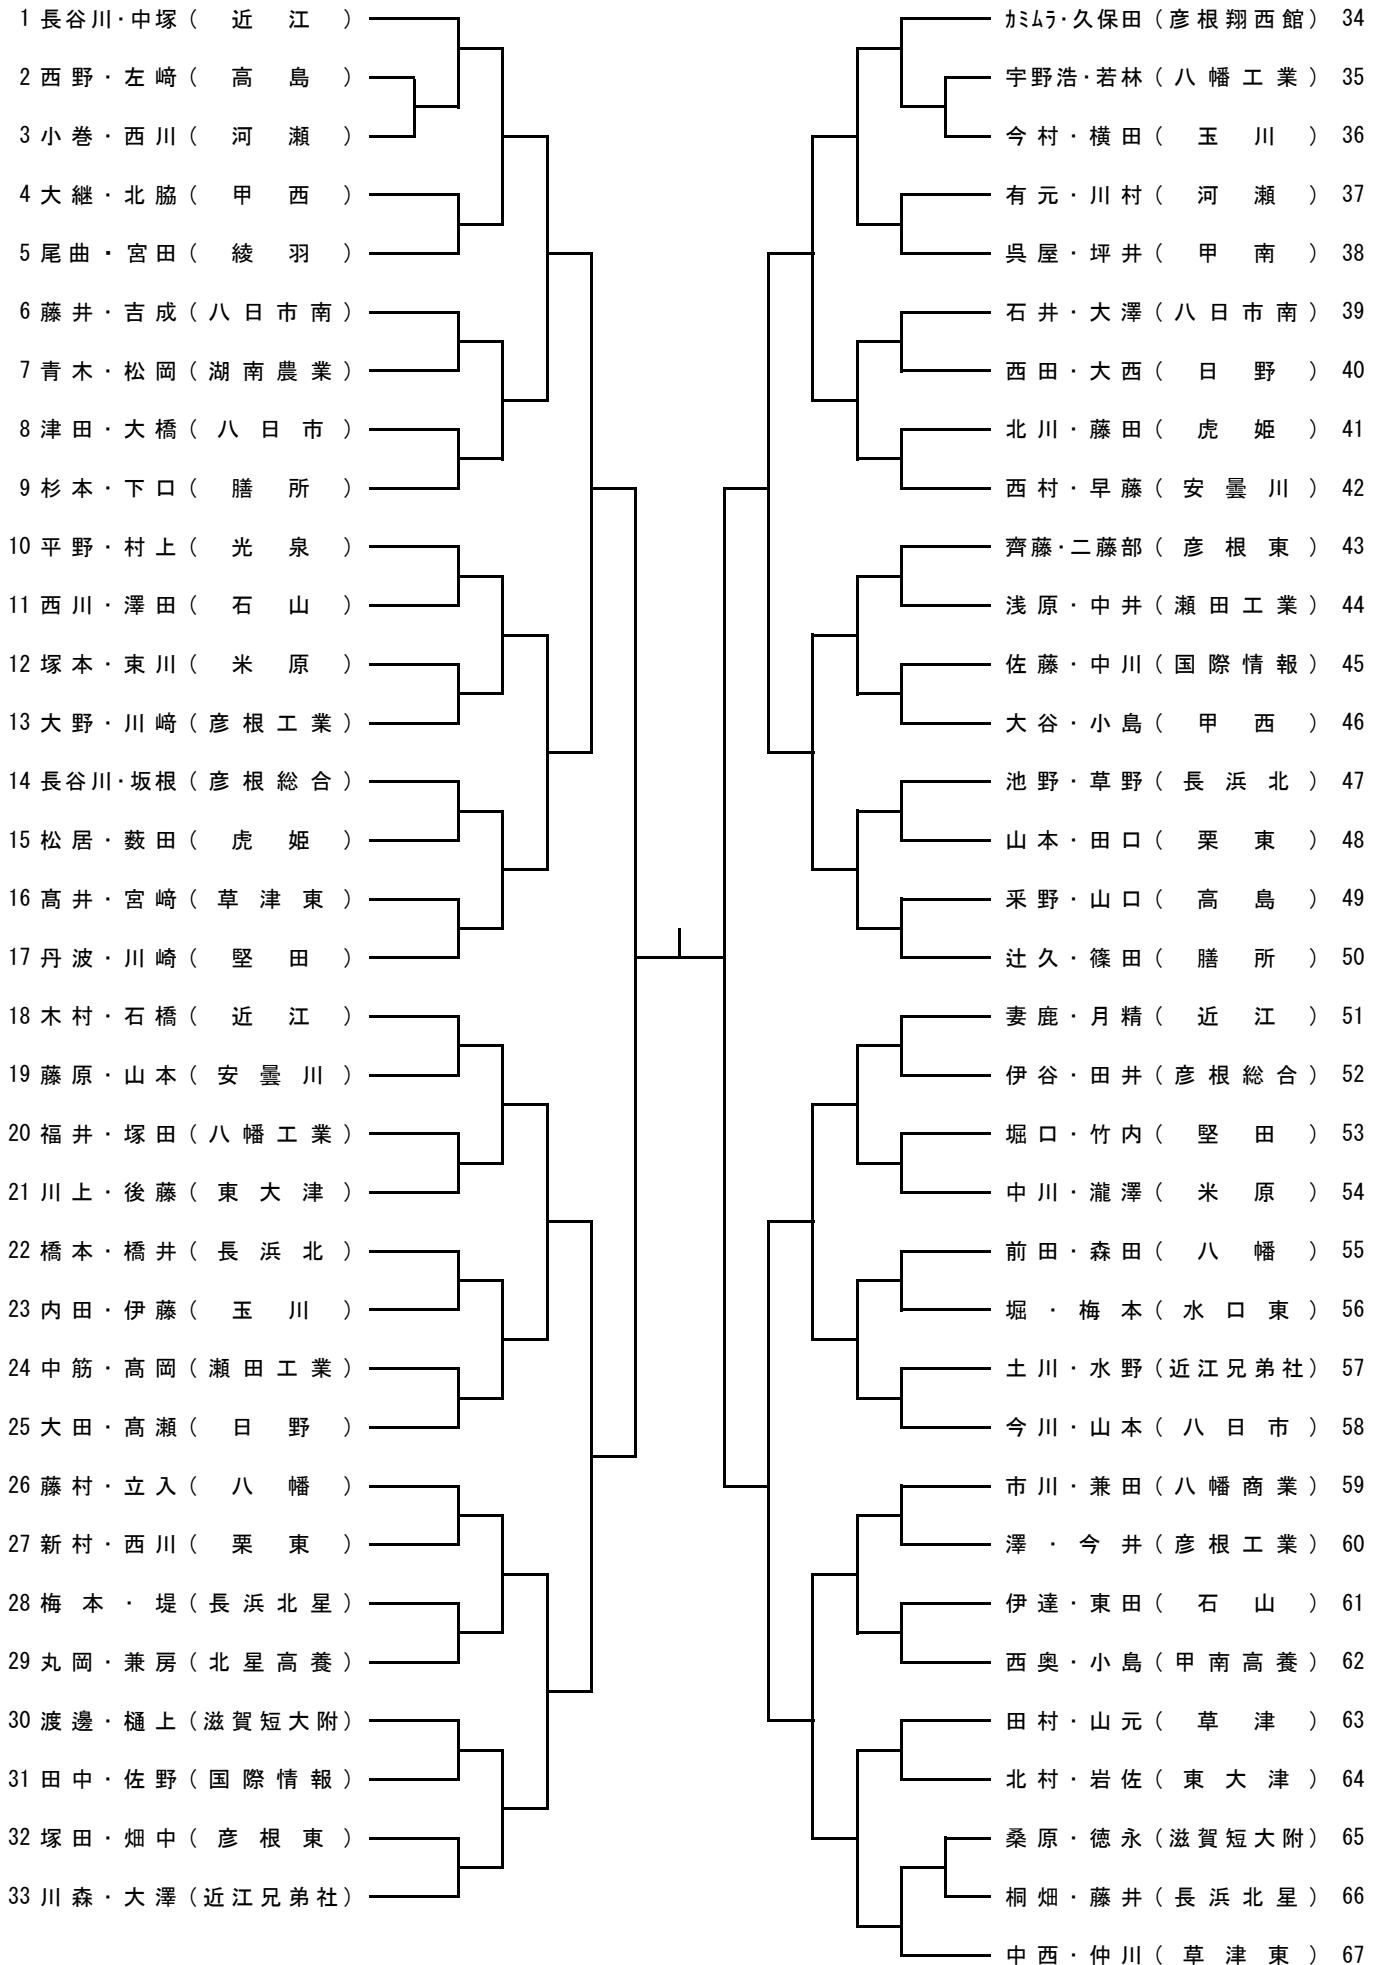 1 長谷川・中塚（近江）
2 西野・左﨑（高島）
3 小巻・西川（河瀬）
4 大継・北脇（甲西）
5 尾曲・宮田（綾羽）
6 藤井・吉成（八日市南）
7 青木・松岡（湖南農業）
8 津田・大橋（八日市）
9 杉本・下口（膳所）
10 平野・村上（光泉）
11 西川・澤田（石山）
12 塚本・東川（米原）
13 大野・川﨑（彦根工業）
14 長谷川・坂根（彦根総合）
15 松居・薮田（虎姫）
16 髙井・宮﨑（草津東）
17 丹波・川崎（堅田）
18 木村・石橋（近江）
19 藤原・山本（安曇川）
20 福井・塚田（八幡工業）
21 川上・後藤（東大津）
22 橋本・橋井（長浜北）
23 内田・伊藤（玉川）
24 中筋・髙岡（瀬田工業）
25 大田・髙瀬（日野）
26 藤村・立入（八幡）
27 新村・西川（栗東）
28 梅本・堤（長浜北星）
29 丸岡・兼房（北星高養）
30 渡邊・樋上（滋賀短大附）
31 田中・佐野（国際情報）
32 塚田・畑中（彦根東）
33 川森・大澤（近江兄弟社）
ｶﾐﾑﾗ・久保田（彦根翔西館） 34
宇野浩・若林（八幡工業） 35
今村・横田（玉川） 36
有元・川村（河瀬） 37
呉屋・坪井（甲南） 38
石井・大澤（八日市南） 39
西田・大西（日野） 40
北川・藤田（虎姫） 41
西村・早藤（安曇川） 42
齊藤・二藤部（彦根東） 43
浅原・中井（瀬田工業） 44
佐藤・中川（国際情報） 45
大谷・小島（甲西） 46
池野・草野（長浜北） 47
山本・田口（栗東） 48
釆野・山口（高島） 49
辻久・篠田（膳所） 50
妻鹿・月精（近江） 51
伊谷・田井（彦根総合） 52
堀口・竹内（堅田） 53
中川・瀧澤（米原） 54
前田・森田（八幡） 55
堀・梅本（水口東） 56
土川・水野（近江兄弟社） 57
今川・山本（八日市） 58
市川・兼田（八幡商業） 59
澤・今井（彦根工業） 60
伊達・東田（石山） 61
西奥・小島（甲南高養） 62
田村・山元（草津） 63
北村・岩佐（東大津） 64
桑原・徳永（滋賀短大附） 65
桐畑・藤井（長浜北星） 66
中西・仲川（草津東） 67